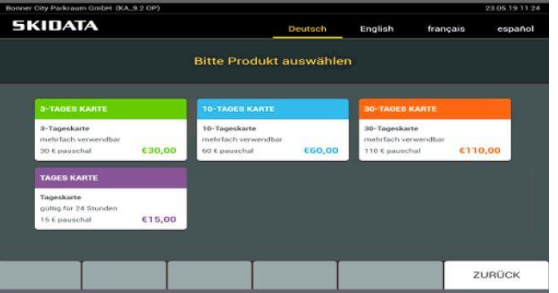 Bonner City Parkraum GmbH (KA_9.2 OP) 23.05.19 11:24
SKIDATA
Deutsch English français español
Bitte Produkt auswählen
3-TAGES KARTE
3-Tageskarte
mehrfach verwendbar
30 € pauschal €30,00
10-TAGES KARTE
10-Tageskarte
mehrfach verwendbar
60 € pauschal €60,00
30-TAGES KARTE
30-Tageskarte
mehrfach verwendbar
110 € pauschal €110,00
TAGES KARTE
Tageskarte
gültig für 24 Stunden
15 € pauschal €15,00
ZURÜCK